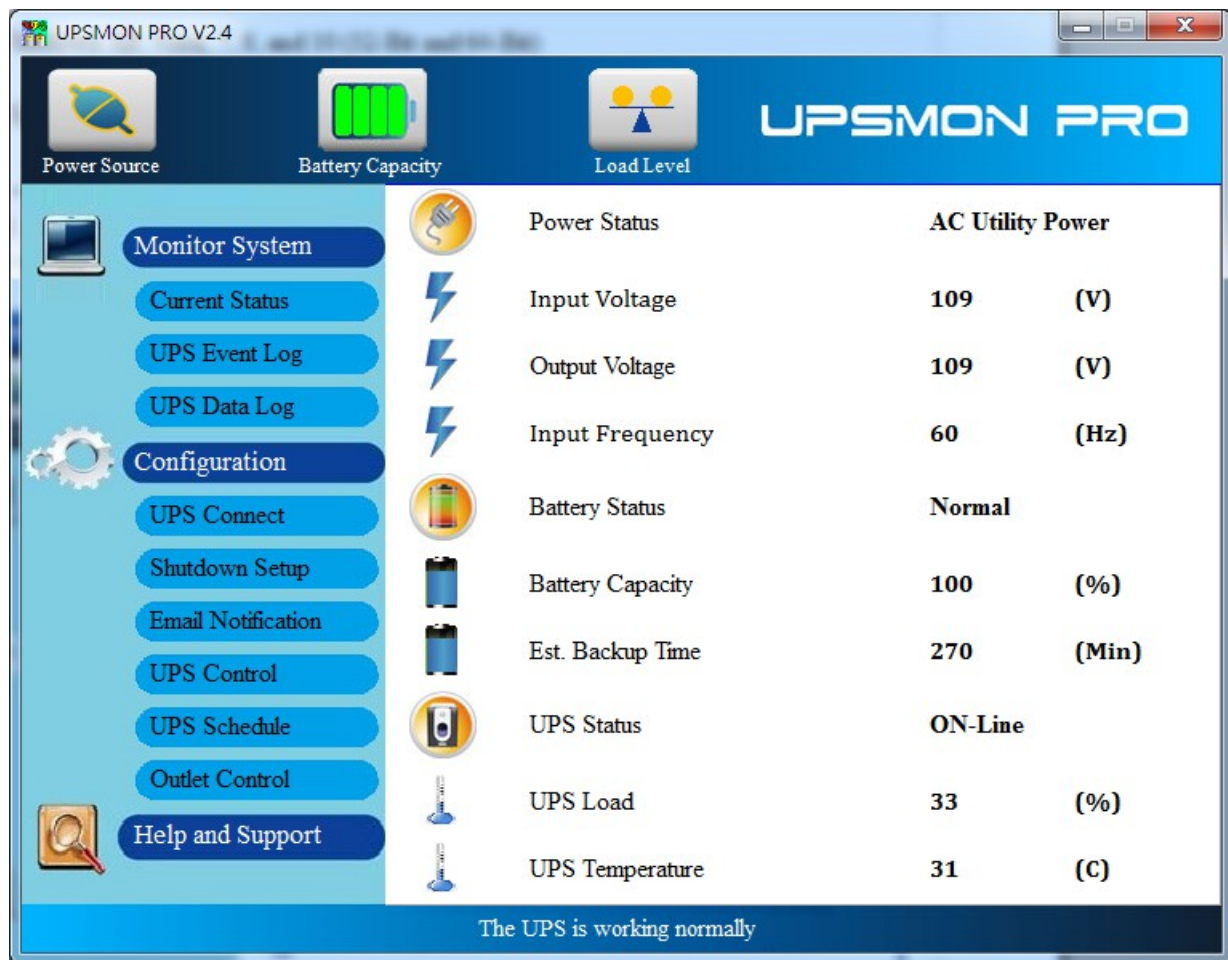 UPSMON PRO V2.4
Power Source
Battery Capacity
Load Level
UPSMON PRO
Monitor System
Current Status
UPS Event Log
UPS Data Log
Configuration
UPS Connect
Shutdown Setup
Email Notification
UPS Control
UPS Schedule
Outlet Control
Help and Support
Power Status AC Utility Power
Input Voltage 109 (V)
Output Voltage 109 (V)
Input Frequency 60 (Hz)
Battery Status Normal
Battery Capacity 100 (%)
Est. Backup Time 270 (Min)
UPS Status ON-Line
UPS Load 33 (%)
UPS Temperature 31 (C)
The UPS is working normally